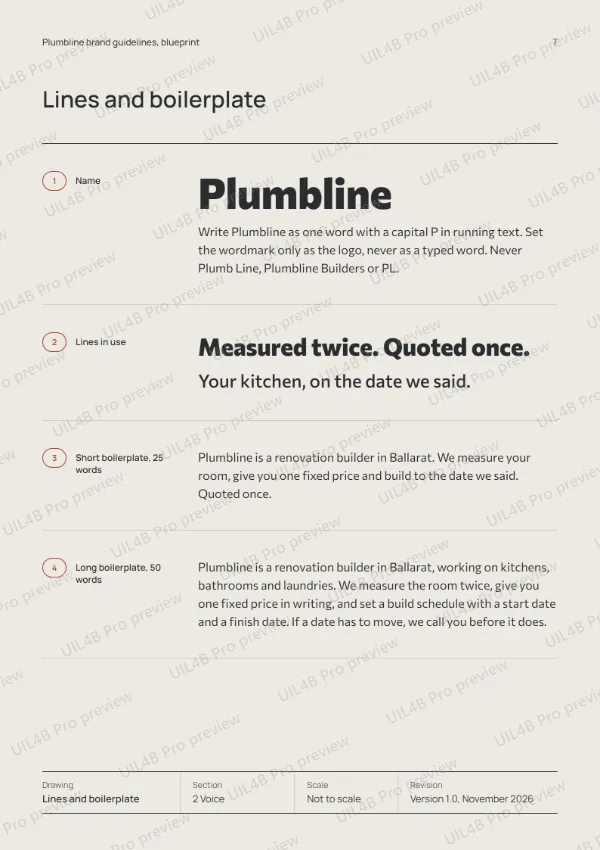 Plumbline brand guidelines, blueprint
7
Lines and boilerplate
1
Name
Plumbline
Write Plumbline as one word with a capital P in running text. Set
the wordmark only as the logo, never as a typed word. Never
Plumb Line, Plumbline Builders or PL.
2
Lines in use
Measured twice. Quoted once.
Your kitchen, on the date we said.
3
Short boilerplate, 25
words
Plumbline is a renovation builder in Ballarat. We measure your
room, give you one fixed price and build to the date we said.
Quoted once.
4
Long boilerplate, 50
words
Plumbline is a renovation builder in Ballarat, working on kitchens,
bathrooms and laundries. We measure the room twice, give you
one fixed price in writing, and set a build schedule with a start date
and a finish date. If a date has to move, we call you before it does.
Drawing
Lines and boilerplate
Section
2 Voice
Scale
Not to scale
Revision
Version 1.0, November 2026
UIL4B Pro preview